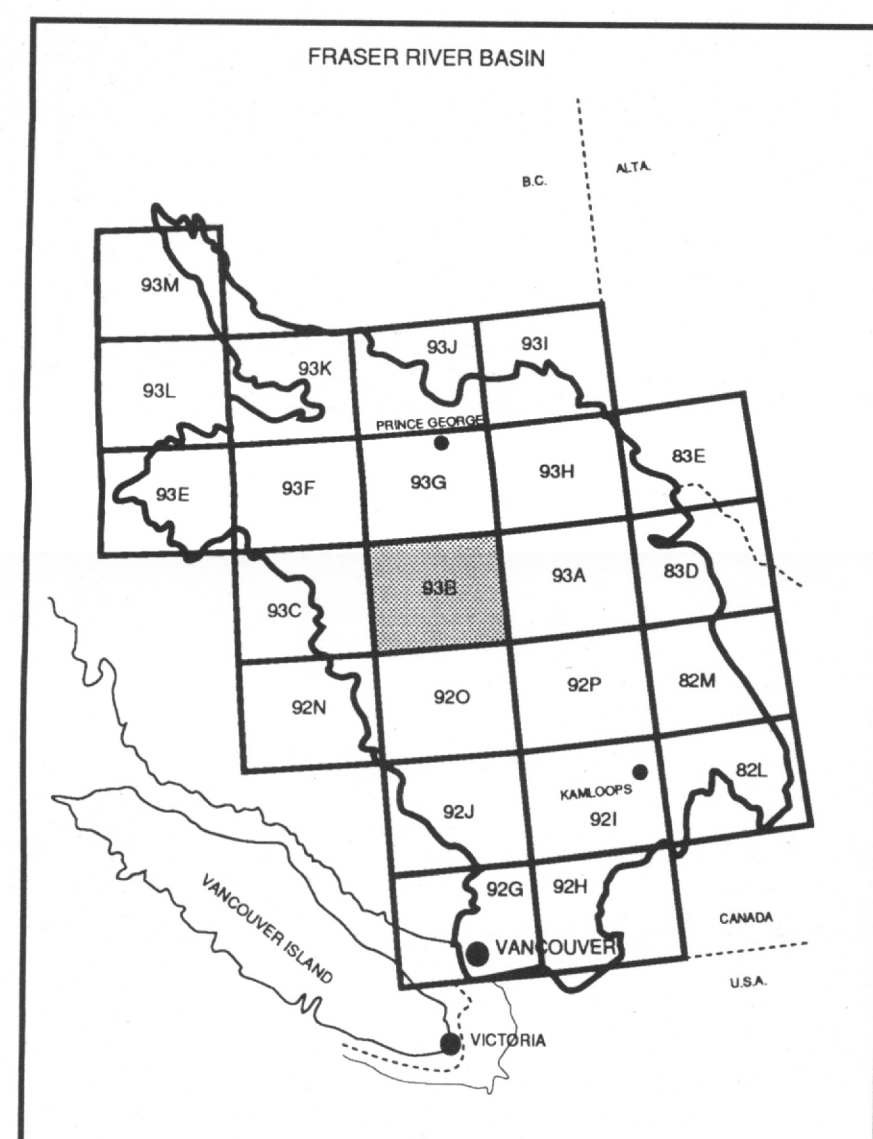 FRASER RIVER BASIN
B.C.
ALTA.
93M
93J
93I
93K
93L
PRINCE GEORGE
83E
93H
93G
93F
93E
93A
83D
93B
93C
82M
92P
92O
92N
82L
KAMLOOPS
92J
92I
92G
92H
VANCOUVER ISLAND
CANADA
VANCOUVER
U.S.A.
VICTORIA